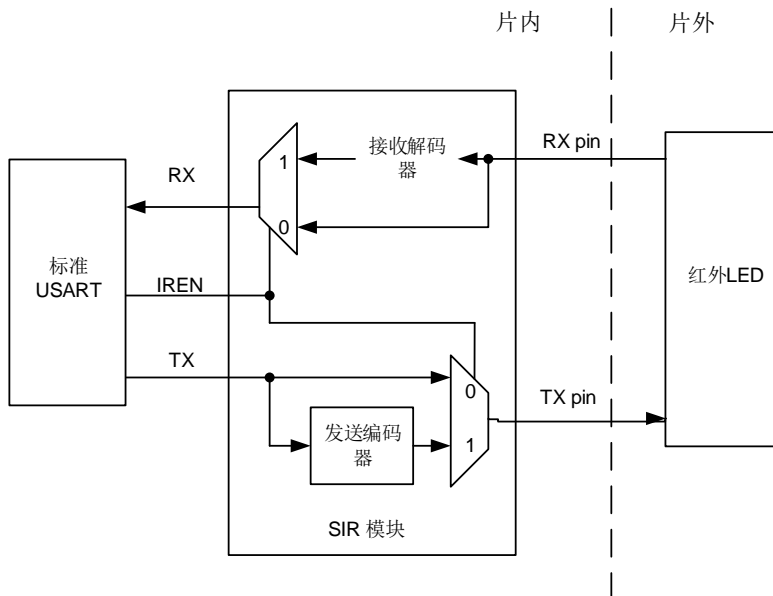 片内
片外
接收解码
器
RX pin
1
RX
0
标准
USART
IREN
红外LED
TX
0
TX pin
发送编码
器
1
SIR 模块